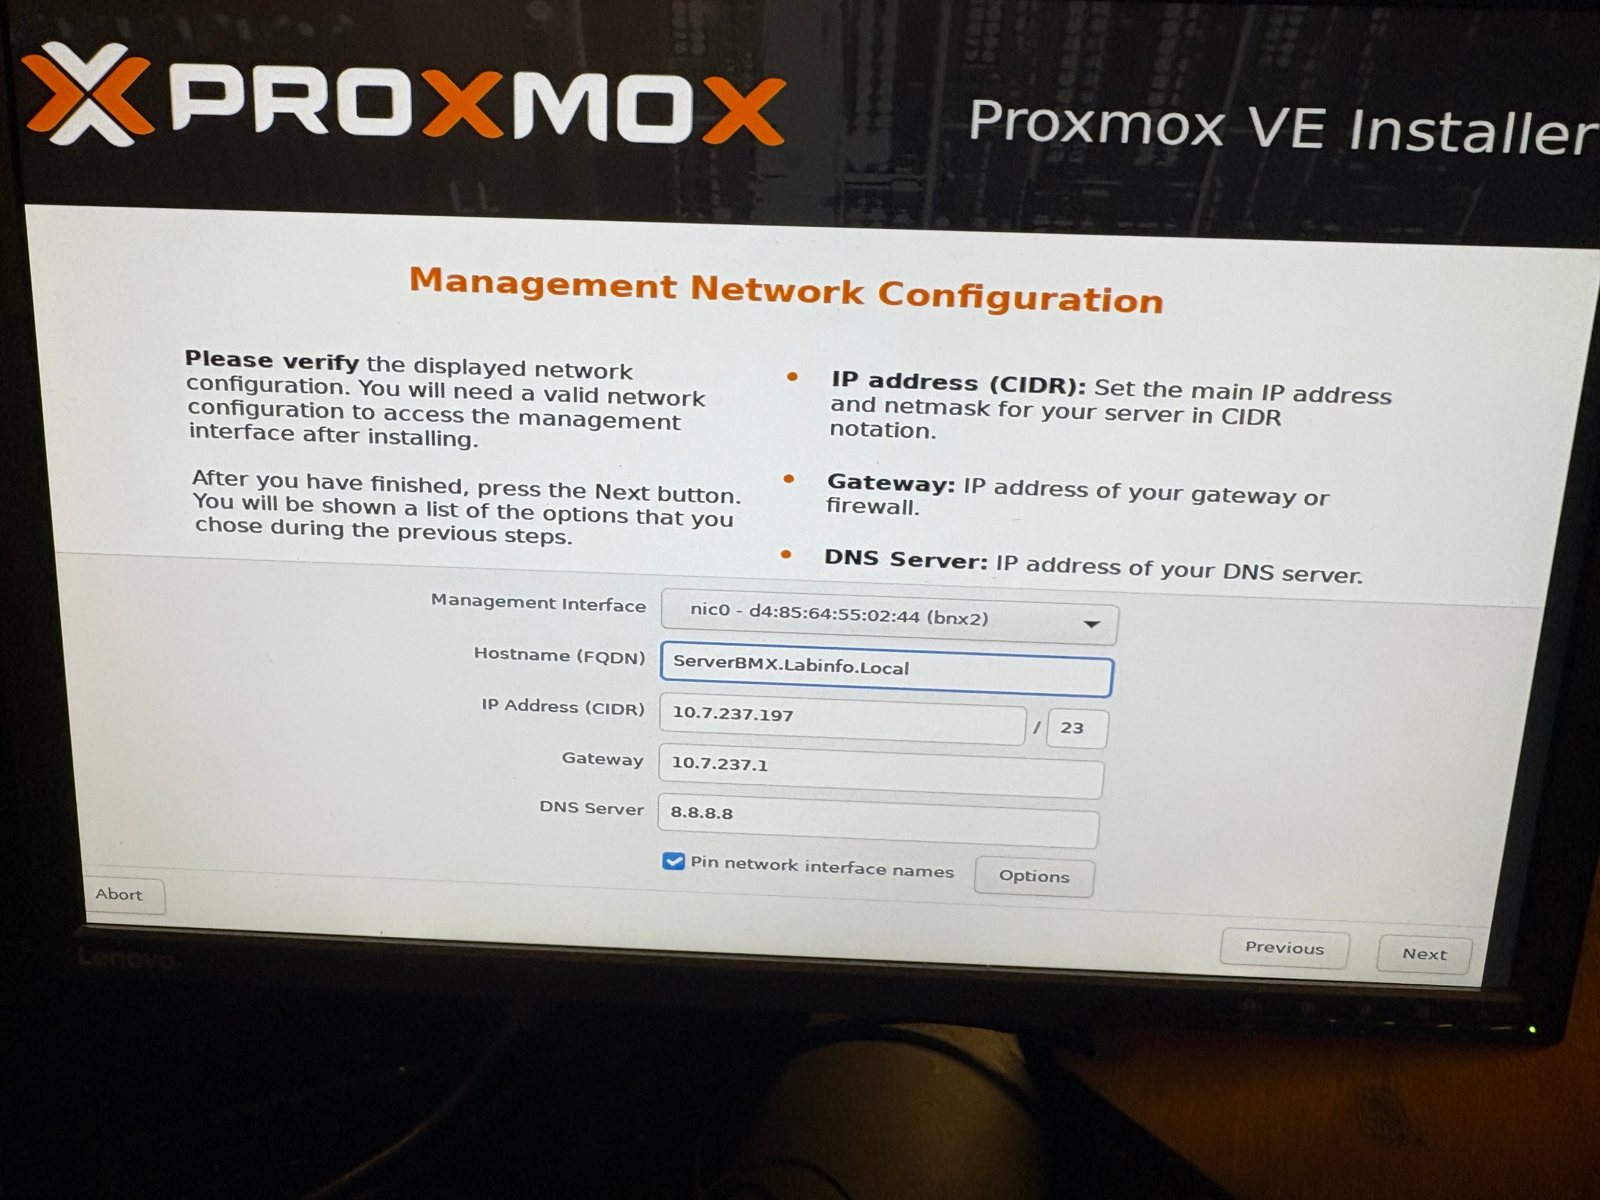 PROXMOX
Proxmox VE Installer
Management Network Configuration
Please verify the displayed network
configuration. You will need a valid network
configuration to access the management
interface after installing.
After you have finished, press the Next button.
You will be shown a list of the options that you
chose during the previous steps.
• IP address (CIDR): Set the main IP address
and netmask for your server in CIDR
notation.
• Gateway: IP address of your gateway or
firewall.
• DNS Server: IP address of your DNS server.
Management Interface nic0 - d4:85:64:55:02:44 (bnx2)
Hostname (FQDN) ServerBMX.Labinfo.Local
IP Address (CIDR) 10.7.237.197 / 23
Gateway 10.7.237.1
DNS Server 8.8.8.8
Pin network interface names Options
Abort
Previous Next
Lenovo